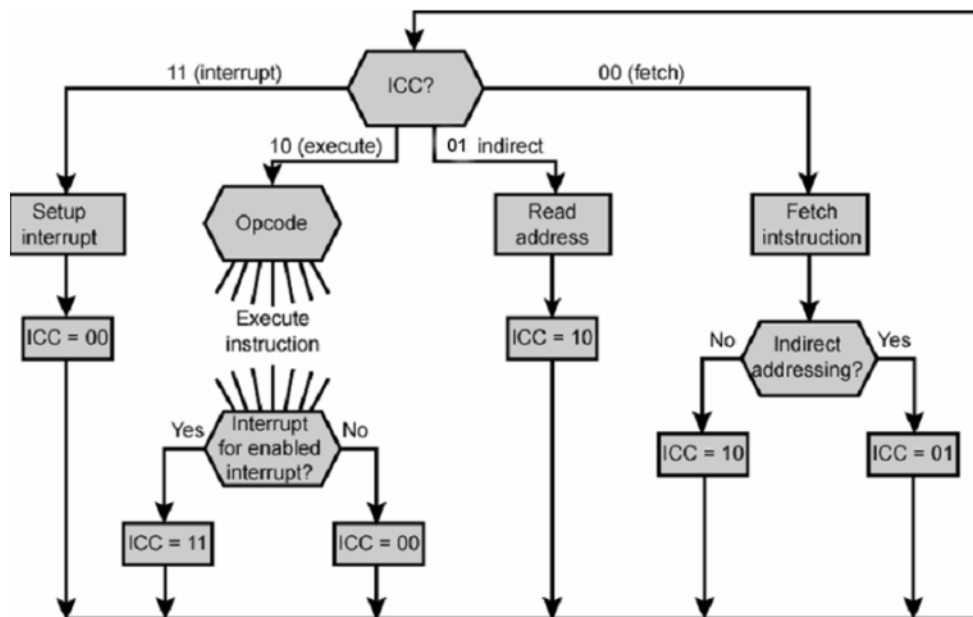 11 (interrupt)
ICC?
00 (fetch)
10 (execute)
01 indirect
Setup
interrupt
Opcode
Read
address
Fetch
intstruction
ICC = 00
Execute
instruction
ICC = 10
No
Indirect
addressing?
Yes
Yes
Interrupt
for enabled
interrupt?
No
ICC = 10
ICC = 01
ICC = 11
ICC = 00